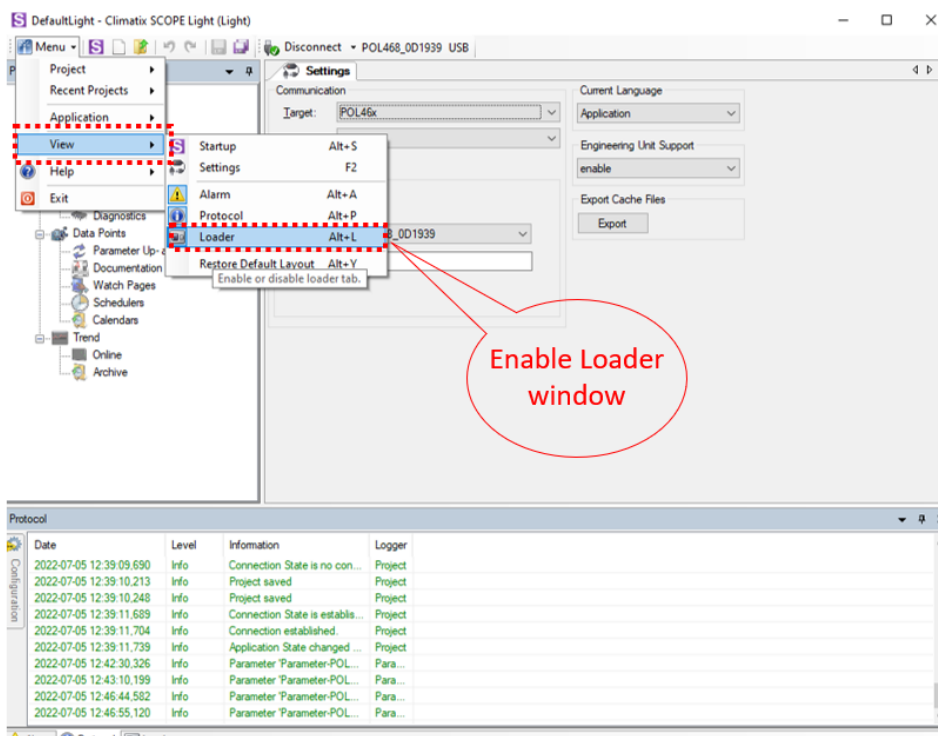 DefaultLight - Climatix SCOPE Light (Light)
Menu
Disconnect
POL468_0D1939 USB
Project
Recent Projects
Application
View
Help
Exit
Startup Alt+S
Settings F2
Alarm Alt+A
Protocol Alt+P
Loader Alt+L
Restore Default Layout Alt+Y
Enable or disable loader tab.
Diagnostics
Data Points
Parameter Up-
Documentation
Watch Pages
Schedulers
Calendars
Trend
Online
Archive
Settings
Communication
Target: POL46x
8_0D1939
Current Language
Application
Engineering Unit Support
enable
Export Cache Files
Export
Enable Loader
window
Protocol
Configuration
Date Level Information Logger
2022-07-05 12:39:09,690 Info Connection State is no con... Project
2022-07-05 12:39:10,213 Info Project saved Project
2022-07-05 12:39:10,248 Info Project saved Project
2022-07-05 12:39:11,689 Info Connection State is establis... Project
2022-07-05 12:39:11,704 Info Connection established. Project
2022-07-05 12:39:11,739 Info Application State changed Project
2022-07-05 12:42:30,326 Info Parameter 'Parameter-POL... Para...
2022-07-05 12:43:10,199 Info Parameter 'Parameter-POL... Para...
2022-07-05 12:46:44,582 Info Parameter 'Parameter-POL... Para...
2022-07-05 12:46:55,120 Info Parameter 'Parameter-POL... Para...